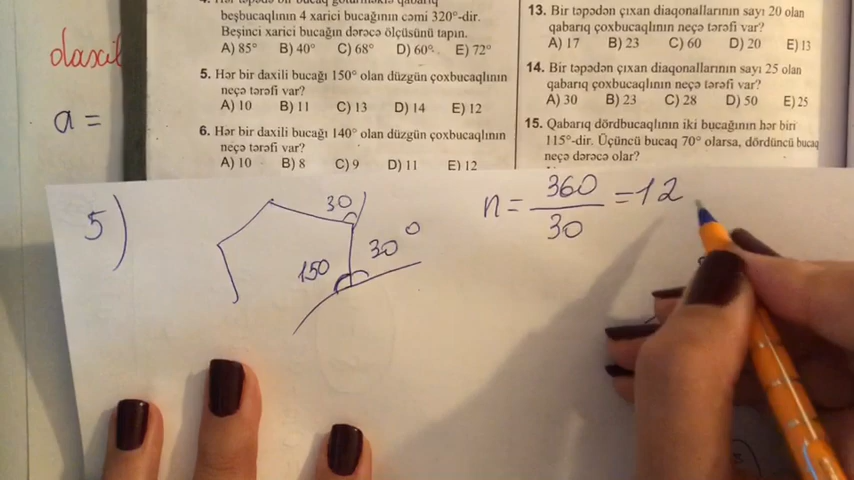 beşbucaqlının 4 xarici bucağının cəmi 320°-dir.
Beşinci xarici bucağın dərəcə ölçüsünü tapın.
A) 85° B) 40° C) 68° D) 60° E) 72°
5. Hər bir daxili bucağı 150° olan düzgün çoxbucaqlının
neçə tərəfi var?
A) 10 B) 11 C) 13 D) 14 E) 12
6. Hər bir daxili bucağı 140° olan düzgün çoxbucaqlının
neçə tərəfi var?
A) 10 B) 8 C) 9 D) 11 E) 12
13. Bir təpədən çıxan diaqonallarının sayı 20 olan
qabarıq çoxbucaqlının neçə tərəfi var?
A) 17 B) 23 C) 60 D) 20 E) 13
14. Bir təpədən çıxan diaqonallarının sayı 25 olan
qabarıq çoxbucaqlının neçə tərəfi var?
A) 30 B) 23 C) 28 D) 50 E) 25
15. Qabarıq dördbucaqlının iki bucağının hər biri
115°-dir. Üçüncü bucaq 70° olarsa, dördüncü bucaq
neçə dərəcə olar?
daxil
a =
5)
30
150
30°
n = 360/30 = 12